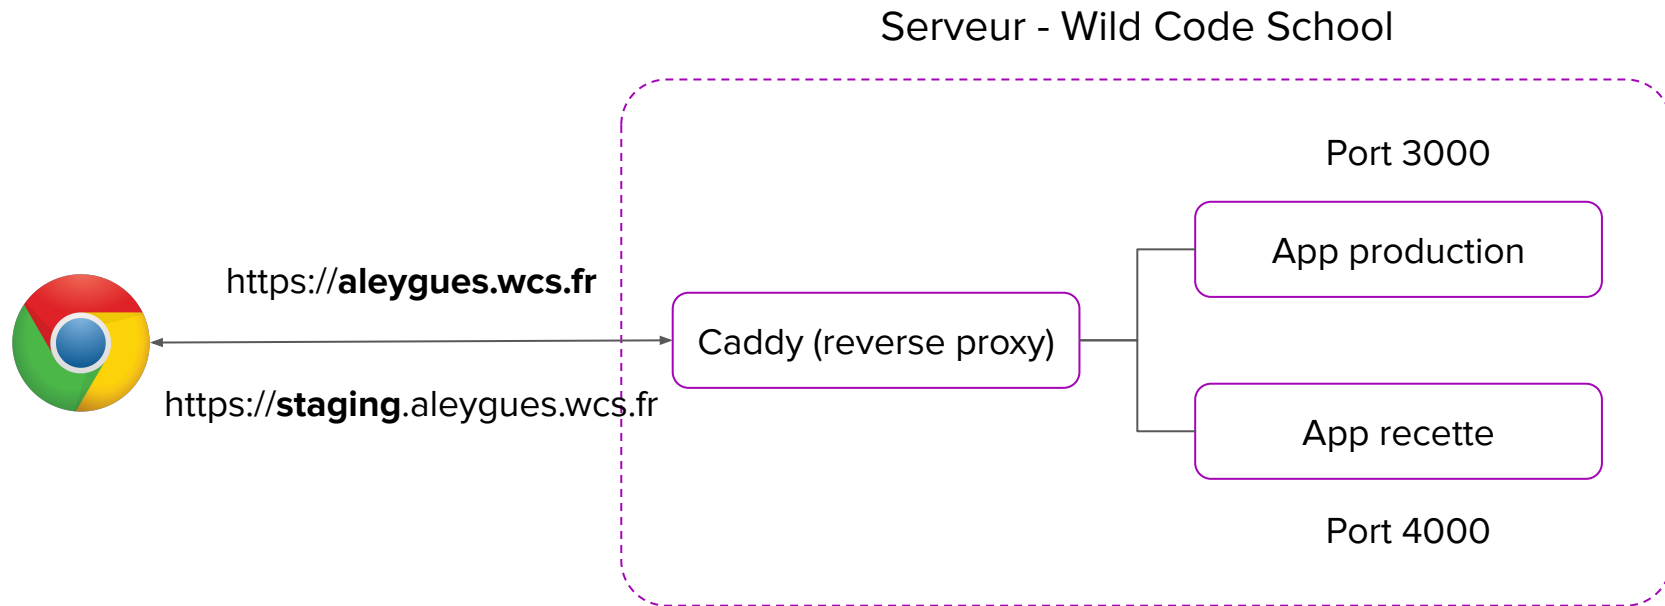 Serveur - Wild Code School
Port 3000
App production
https://aleygues.wcs.fr
Caddy (reverse proxy)
https://staging.aleygues.wcs.fr
App recette
Port 4000